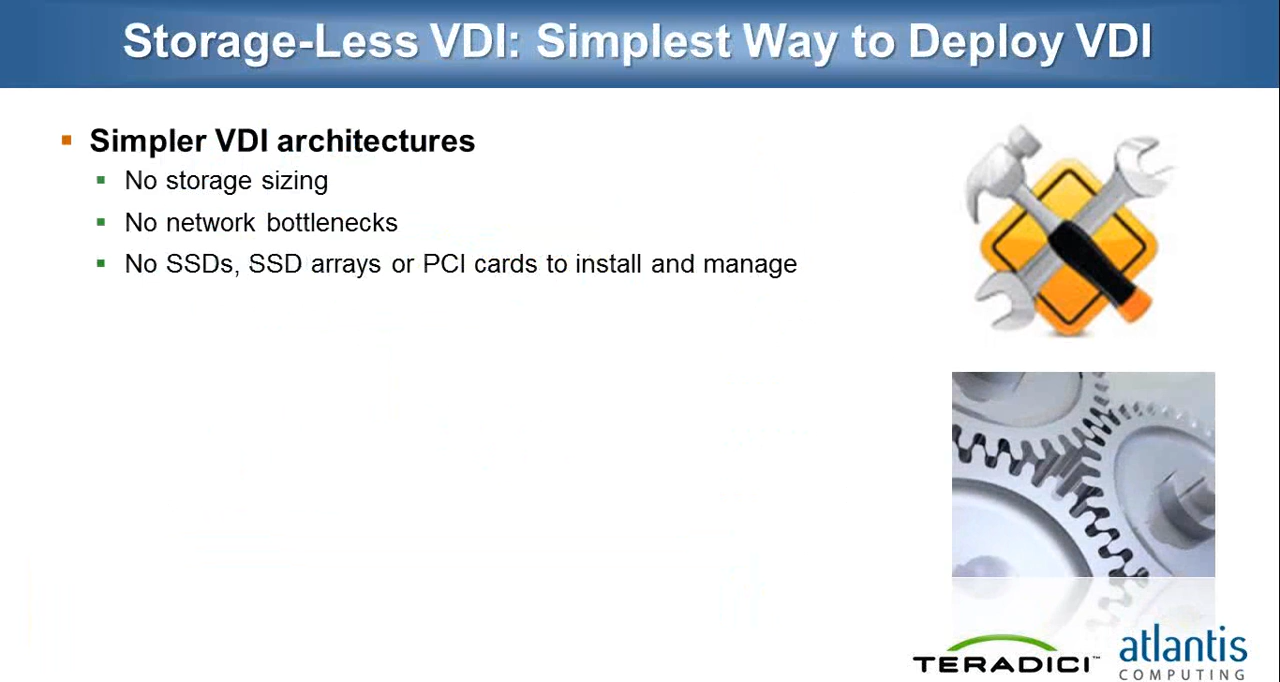 Storage-Less VDI: Simplest Way to Deploy VDI
Simpler VDI architectures
No storage sizing
No network bottlenecks
No SSDs, SSD arrays or PCI cards to install and manage
TERADICI™
atlantis
COMPUTING